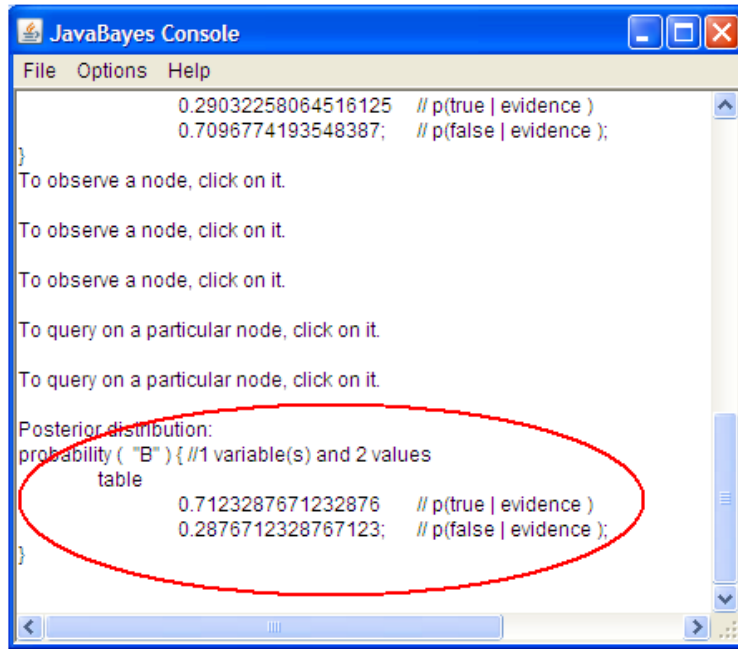 JavaBayes Console
File Options Help
0.29032258064516125 // p(true | evidence )
0.7096774193548387; // p(false | evidence );
}
To observe a node, click on it.
To observe a node, click on it.
To observe a node, click on it.
To query on a particular node, click on it.
To query on a particular node, click on it.
Posterior distribution:
probability ( "B" ) { //1 variable(s) and 2 values
table
0.7123287671232876 // p(true | evidence )
0.2876712328767123; // p(false | evidence );
}